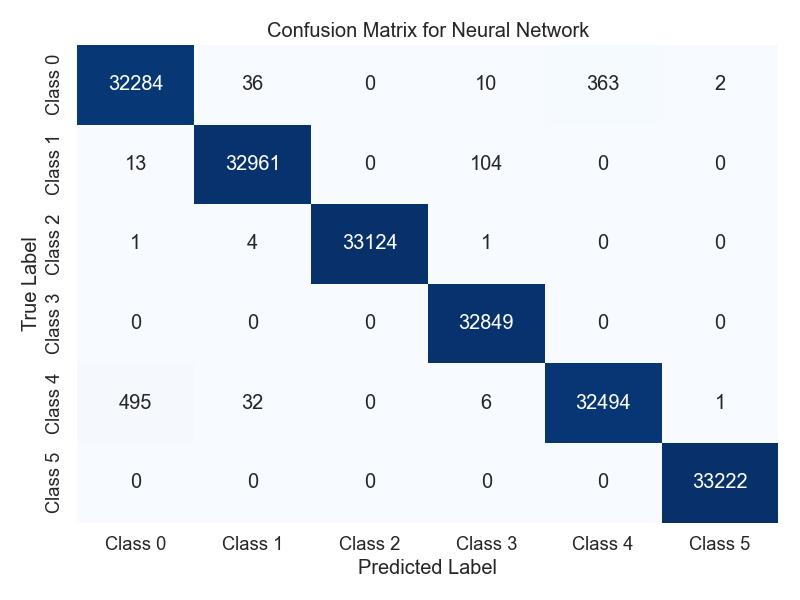 Confusion Matrix for Neural Network
True Label
Class 0 32284 36 0 10 363 2
Class 1 13 32961 0 104 0 0
Class 2 1 4 33124 1 0 0
Class 3 0 0 0 32849 0 0
Class 4 495 32 0 6 32494 1
Class 5 0 0 0 0 0 33222
Class 0 Class 1 Class 2 Class 3 Class 4 Class 5
Predicted Label